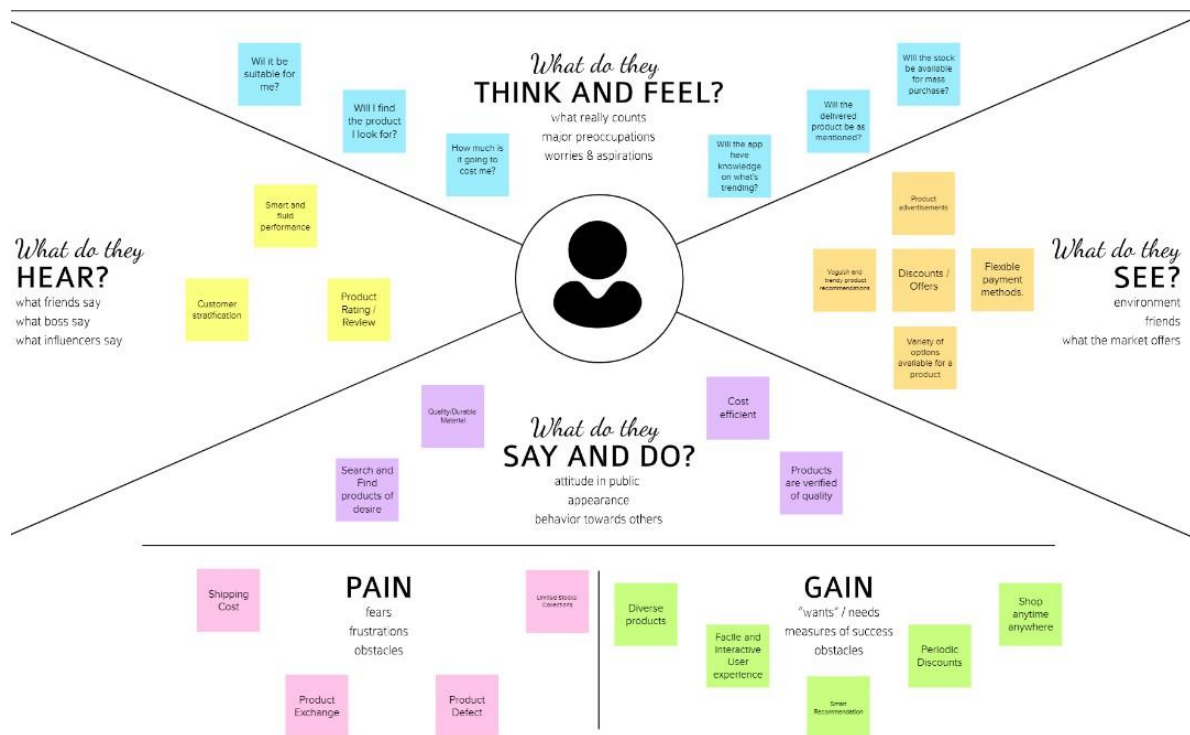 Wil it be
suitable for
me?
Will I find
the product
I look for?
How much is
it going to
cost me?
What do they
THINK AND FEEL?
what really counts
major preoccupations
worries & aspirations
Will the app
have
knowledge
on what's
trending?
Will the
delivered
product be as
mentioned?
Will the stock
be available
for mass
purchase?
What do they
HEAR?
what friends say
what boss say
what influencers say
Smart and
fluid
performance
Customer
stratification
Product
Rating /
Review
Product
advertisements
Voguish and
trendy product
recommendations
Discounts /
Offers
Flexible
payment
methods.
Variety of
options
available for a
product
What do they
SEE?
environment
friends
what the market offers
Quality/Durable
Material
Search and
Find
products of
desire
What do they
SAY AND DO?
attitude in public
appearance
behavior towards others
Cost
efficient
Products
are verified
of quality
Shipping
Cost
PAIN
fears
frustrations
obstacles
Limited Stocks/
Product
Exchange
Product
Defect
Diverse
products
Facile and
Interactive
User
experience
GAIN
"wants" / needs
measures of success
obstacles
Smart
Recommendation
Periodic
Discounts
Shop
anytime
anywhere